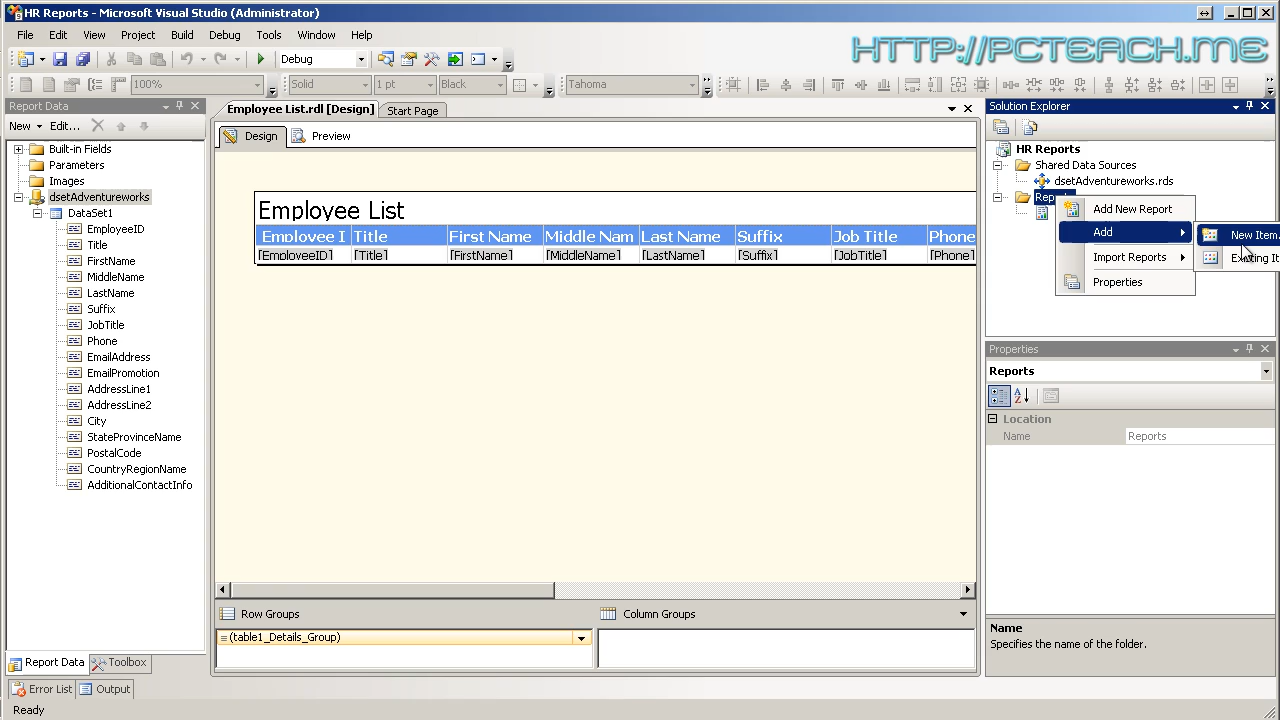 HR Reports - Microsoft Visual Studio (Administrator)
File Edit View Project Build Debug Tools Window Help
HTTP://PCTEACH.ME
Debug
100% Solid 1 pt Black Tahoma
Report Data
New Edit...
Built-in Fields
Parameters
Images
dsetAdventureworks
DataSet1
EmployeeID
Title
FirstName
MiddleName
LastName
Suffix
JobTitle
Phone
EmailAddress
EmailPromotion
AddressLine1
AddressLine2
City
StateProvinceName
PostalCode
CountryRegionName
AdditionalContactInfo
Report Data Toolbox
Error List Output
Ready
Employee List.rdl [Design] Start Page
Design Preview
Employee List
Employee I Title First Name Middle Nam Last Name Suffix Job Title Phone
[EmployeeID] [Title] [FirstName] [MiddleName] [LastName] [Suffix] [JobTitle] [Phone]
Row Groups Column Groups
(table1_Details_Group)
Solution Explorer
HR Reports
Shared Data Sources
dsetAdventureworks.rds
Rep
Add New Report
Add
Import Reports
Properties
New Item.
Existing It
Properties
Reports
Location
Name Reports
Name
Specifies the name of the folder.